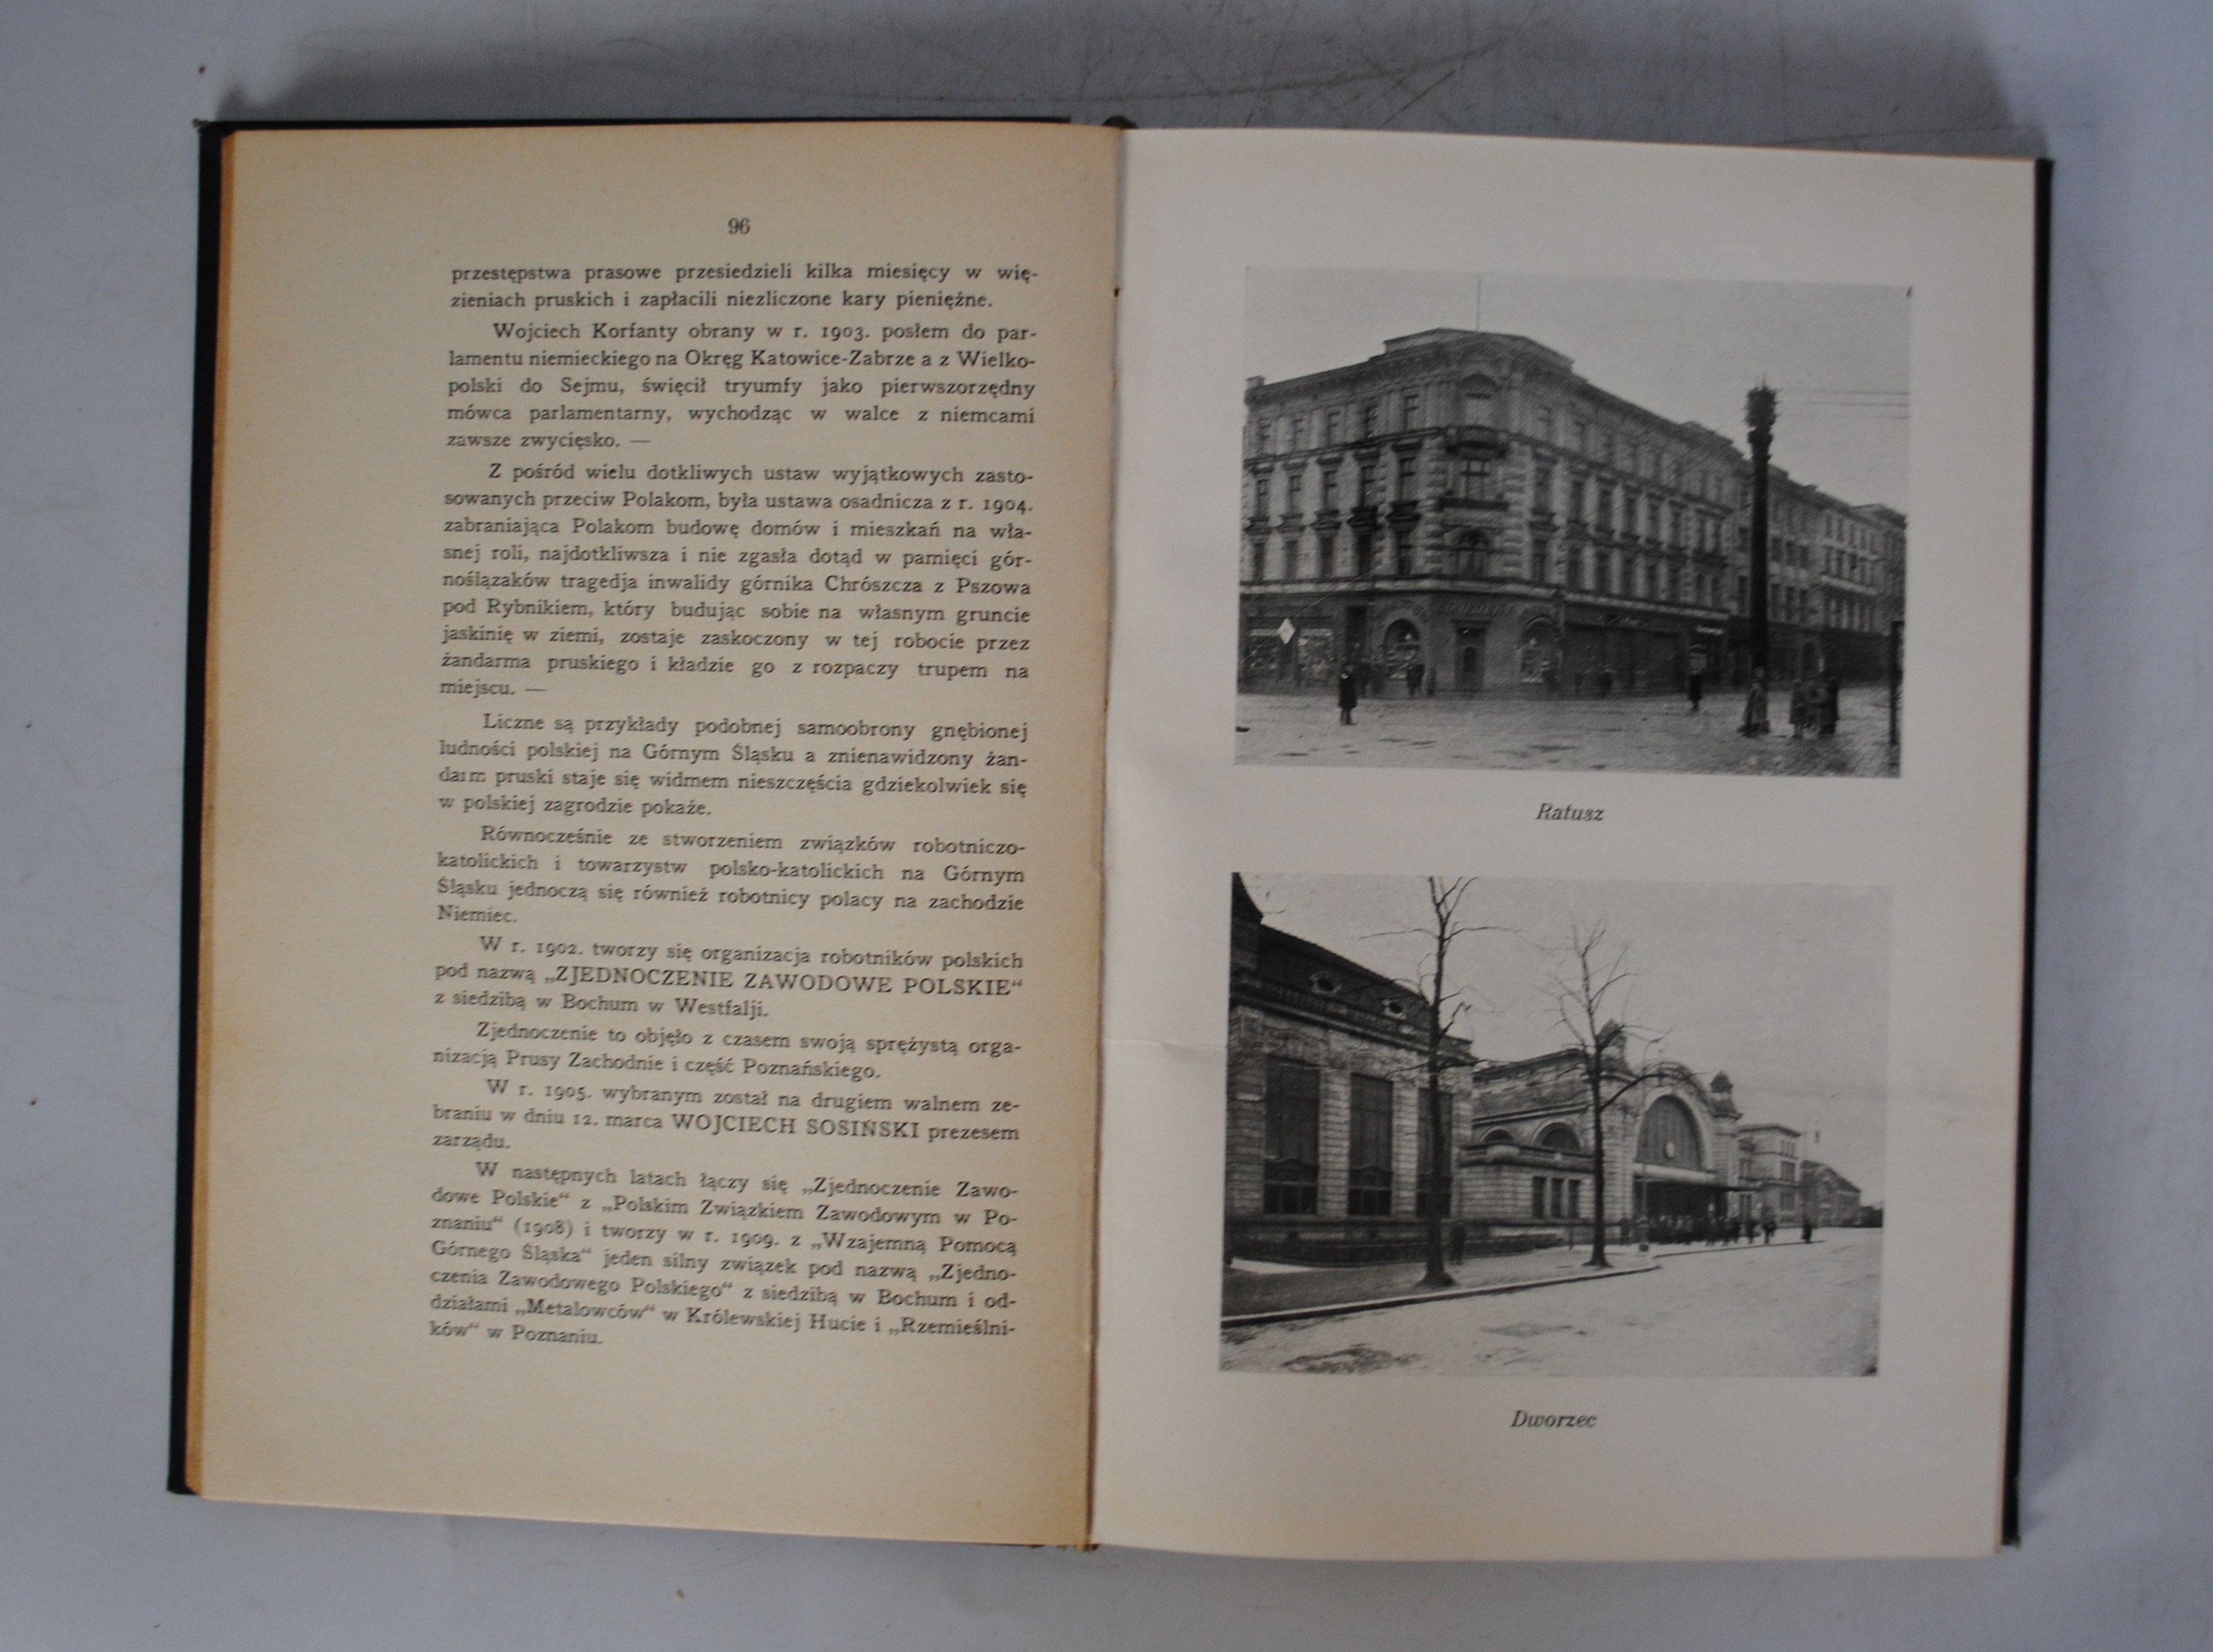 96
przestępstwa prasowe przesiedzieli kilka miesięcy w wię-
zieniach pruskich i zapłacili niezliczone kary pieniężne.
Wojciech Korfanty obrany w r. 1903. posłem do par-
lamentu niemieckiego na Okręg Katowice-Zabrze a z Wielko-
polski do Sejmu, święcił tryumfy jako pierwszorzędny
mówca parlamentarny, wychodząc w walce z niemcami
zawsze zwycięsko. —
Z pośród wielu dotkliwych ustaw wyjątkowych zasto-
sowanych przeciw Polakom, była ustawa osadnicza z r. 1904.
zabraniająca Polakom budowę domów i mieszkań na wła-
snej roli, najdotkliwsza i nie zgasła dotąd w pamięci gór-
noślązaków tragedja inwalidy górnika Chrószcza z Pszowa
pod Rybnikiem, który budując sobie na własnym gruncie
jaskinię w ziemi, zostaje zaskoczony w tej robocie przez
żandarma pruskiego i kładzie go z rozpaczy trupem na
miejscu. —
Liczne są przykłady podobnej samoobrony gnębionej
ludności polskiej na Górnym Śląsku a znienawidzony żan-
darm pruski staje się widmem nieszczęścia gdziekolwiek się
w polskiej zagrodzie pokaże.
Równocześnie ze stworzeniem związków robotniczo-
katolickich i towarzystw polsko-katolickich na Górnym
Śląsku jednoczą się również robotnicy polacy na zachodzie
Niemiec.
W r. 1902. tworzy się organizacja robotników polskich
pod nazwą „ZJEDNOCZENIE ZAWODOWE POLSKIE“
z siedzibą w Bochum w Westfalji.
Zjednoczenie to objęło z czasem swoją sprężystą orga-
nizacją Prusy Zachodnie i część Poznańskiego.
W r. 1905. wybranym został na drugiem walnem ze-
braniu w dniu 12. marca WOJCIECH SOSIŃSKI prezesem
zarządu.
W następnych latach łączy się „Zjednoczenie Zawo-
dowe Polskie“ z „Polskim Związkiem Zawodowym w Po-
znaniu“ (1908) i tworzy w r. 1909. z „Wzajemną Pomocą
Górnego Śląska“ jeden silny związek pod nazwą „Zjedno-
czenia Zawodowego Polskiego“ z siedzibą w Bochum i od-
działami „Metalowców“ w Królewskiej Hucie i „Rzemieślni-
ków“ w Poznaniu.
Ratusz
Dworzec